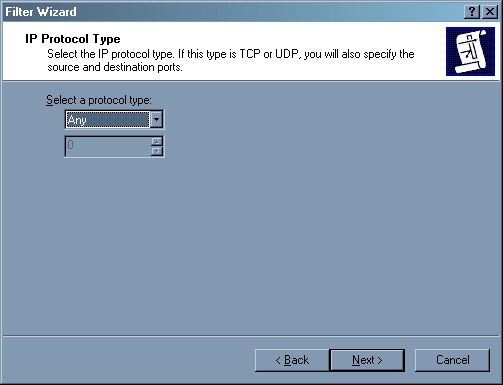 Filter Wizard
IP Protocol Type
Select the IP protocol type. If this type is TCP or UDP, you will also specify the
source and destination ports.
Select a protocol type:
Any
0
< Back
Next >
Cancel